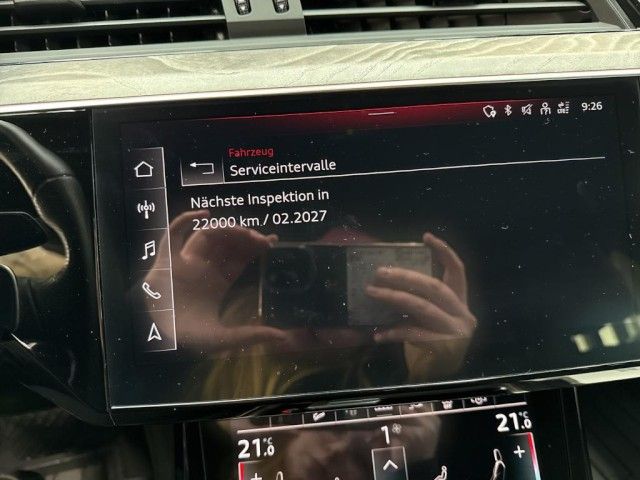 9:26
Fahrzeug
Serviceintervalle
Nächste Inspektion in
22000 km / 02.2027
21.0 °C 1 21.0 °C
+ +